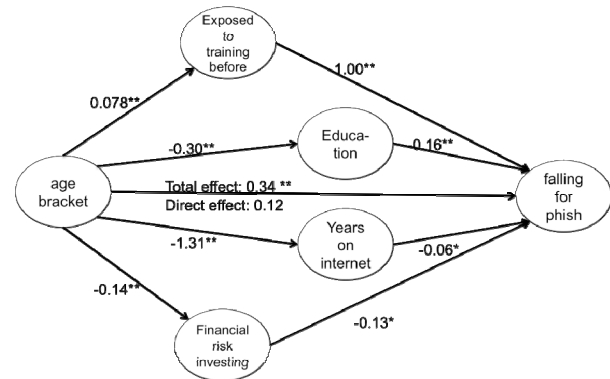 Exposed
to
training
before
1.00**
0.078**
Educa-
tion
-0.30**
0.16**
age
bracket
Total effect: 0.34 **
Direct effect: 0.12
falling
for
phish
Years
on
internet
-1.31**
-0.06*
-0.14**
Financial
risk
investing
-0.13*